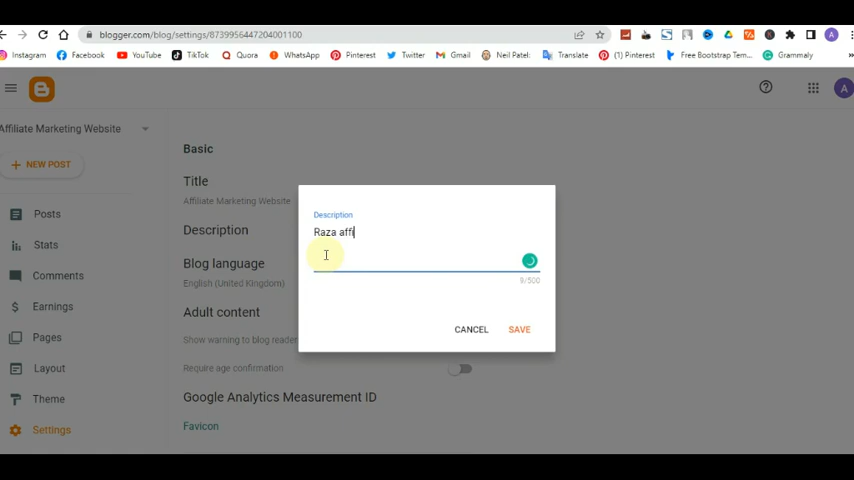 blogger.com/blog/settings/8739956447204001100
Instagram Facebook YouTube TikTok Quora WhatsApp Pinterest Twitter Gmail Neil Patel: Translate (1) Pinterest Free Bootstrap Tem... Grammaly »
A
Affiliate Marketing Website
+ NEW POST
Posts
Stats
Comments
Earnings
Pages
Layout
Theme
Settings
Basic
Title
Affiliate Marketing Website
Description
Blog language
English (United Kingdom)
Adult content
Show warning to blog reader
Require age confirmation
Google Analytics Measurement ID
Favicon
Description
Raza affi
9/500
CANCEL SAVE